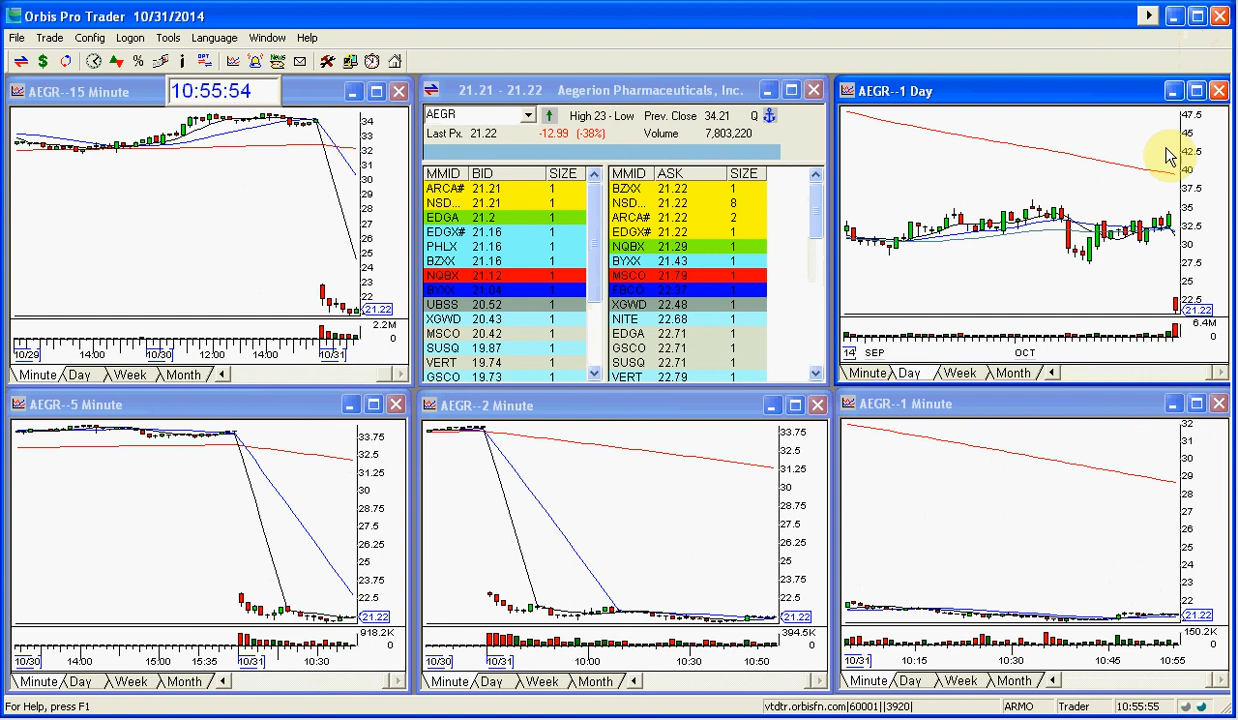 Orbis Pro Trader 10/31/2014
File Trade Config Logon Tools Language Window Help
AEGR--15 Minute
10:55:54
34
33
32
31
30
29
28
27
26
25
24
23
22
21.22
2.2M
0
10/29 14:00 10/30 12:00 14:00 10/31
Minute Day Week Month
21.21 - 21.22 Aegerion Pharmaceuticals, Inc.
AEGR High 23 - Low Prev. Close 34.21 Q
Last Px. 21.22 -12.99 (-38%) Volume 7,803,220
MMID BID SIZE MMID ASK SIZE
ARCA# 21.21 1 BZXX 21.22 1
NSD... 21.21 1 NSD... 21.22 8
EDGA 21.2 1 ARCA# 21.22 2
EDGX# 21.16 1 EDGX# 21.22 1
PHLX 21.16 1 NQBX 21.29 1
BZXX 21.16 1 BYXX 21.43 1
NQBX 21.12 1 MSCO 21.79 1
BYXX 21.04 1 FBCO 22.37 1
UBSS 20.52 1 XGWD 22.48 1
XGWD 20.43 1 NITE 22.68 1
MSCO 20.42 1 EDGA 22.71 1
SUSQ 19.87 1 GSCO 22.71 1
VERT 19.74 1 SUSQ 22.71 1
GSCO 19.73 1 VERT 22.79 1
AEGR--1 Day
47.5
45
42.5
40
37.5
35
32.5
30
27.5
25
22.5
21.22
6.4M
0
14 SEP OCT
Minute Day Week Month
AEGR--5 Minute
33.75
32.5
31.25
30
28.75
27.5
26.25
25
23.75
22.5
21.22
918.2K
0
10/30 14:00 15:00 15:35 10/31 10:30
Minute Day Week Month
AEGR--2 Minute
33.75
32.5
31.25
30
28.75
27.5
26.25
25
23.75
22.5
21.22
394.5K
0
10/30 10/31 10:00 10:30 10:50
Minute Day Week Month
AEGR--1 Minute
32
31
30
29
28
27
26
25
24
23
22
21.22
150.2K
0
10/31 10:15 10:30 10:45 10:55
Minute Day Week Month
For Help, press F1 vtdtr.orbisfn.com|60001||3920| ARMO Trader 10:55:55